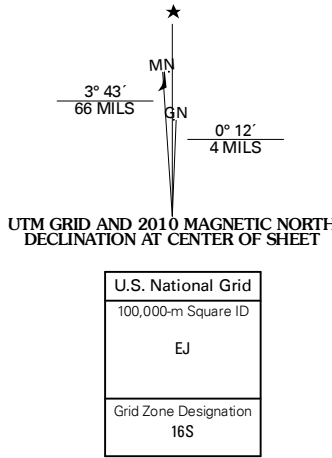 ★
MN
3° 43´
66 MILS
GN
0° 12´
4 MILS
UTM GRID AND 2010 MAGNETIC NORTH
DECLINATION AT CENTER OF SHEET
U.S. National Grid
100,000-m Square ID
EJ
Grid Zone Designation
16S